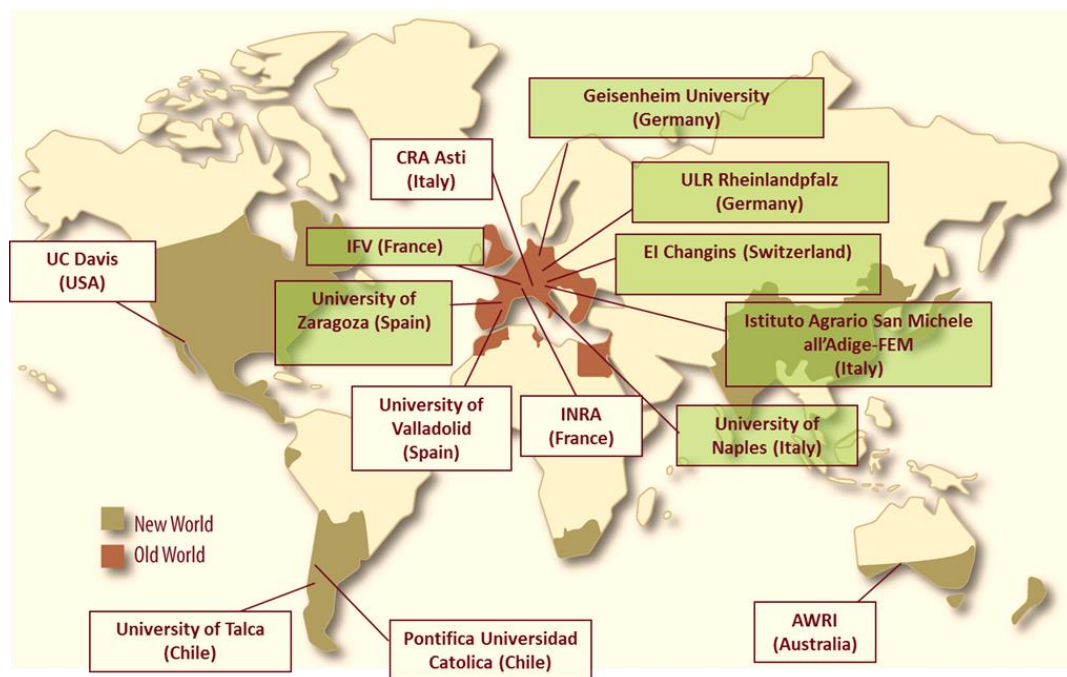 Geisenheim University
(Germany)
CRA Asti
(Italy)
ULR Rheinlandpfalz
(Germany)
UC Davis
(USA)
IFV (France)
EI Changins (Switzerland)
University of
Zaragoza (Spain)
Istituto Agrario San Michele
all'Adige-FEM
(Italy)
University of
Valladolid
(Spain)
INRA
(France)
University of
Naples (Italy)
New World
Old World
University of Talca
(Chile)
Pontifica Universidad
Catolica (Chile)
AWRI
(Australia)